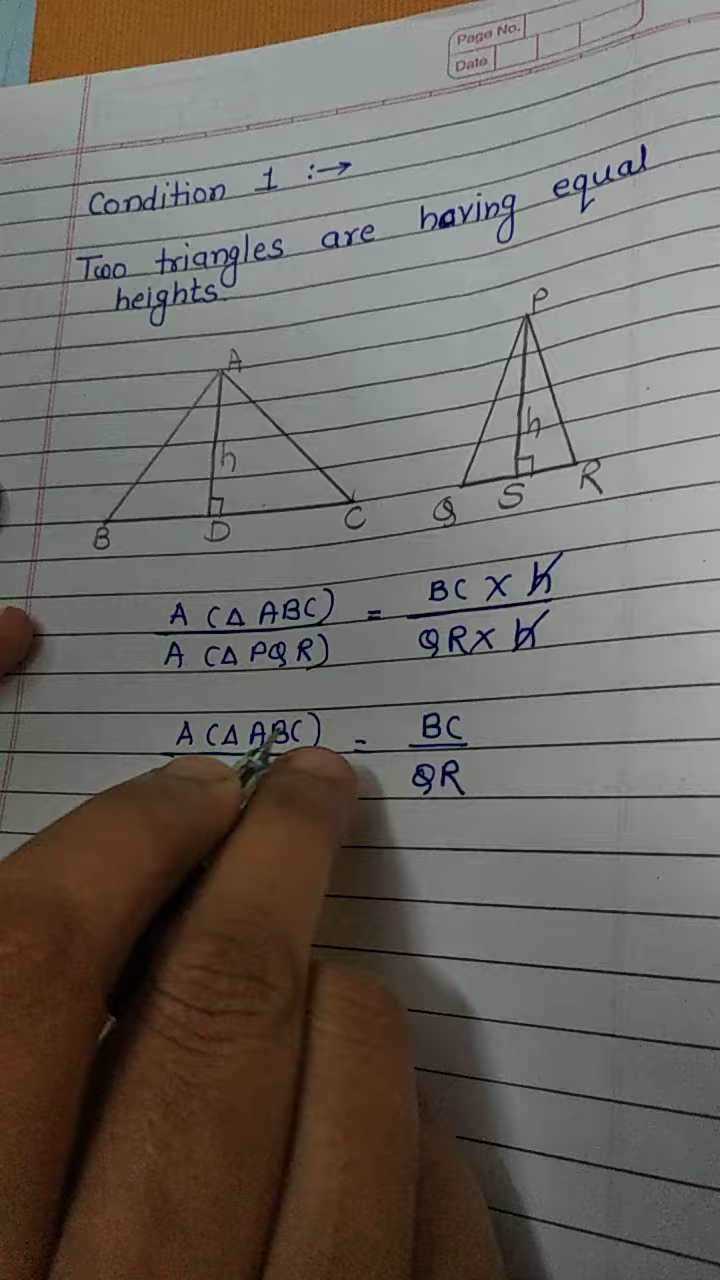 Page No.
Date
Condition 1 :→
Two triangles are having equal
heights.
A
P
h
h
B
D
C
Q
S
R
A (Δ ABC) = BC X h
A (Δ PQR) QR X h
A (Δ ABC) = BC
QR